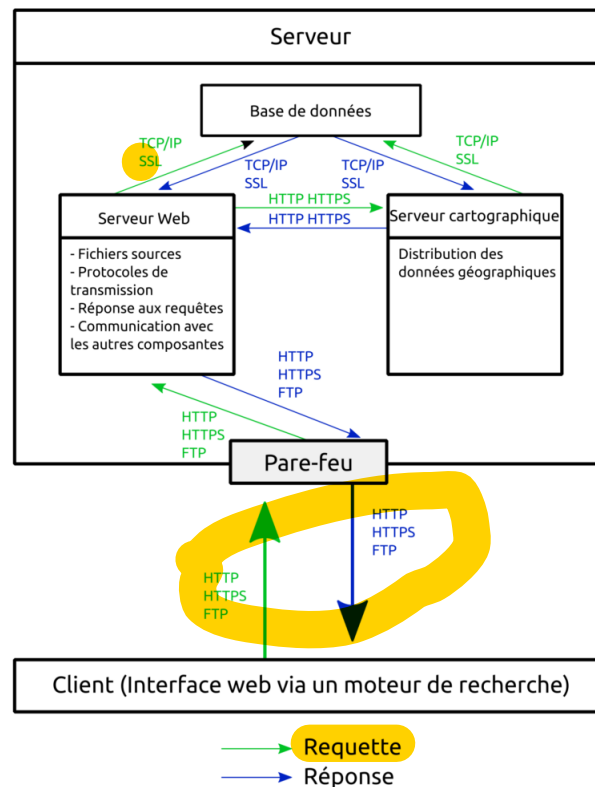 Serveur
Base de données
TCP/IP
SSL
TCP/IP
SSL
TCP/IP
SSL
TCP/IP
SSL
HTTP HTTPS
HTTP HTTPS
Serveur Web
- Fichiers sources
- Protocoles de
transmission
- Réponse aux requêtes
- Communication avec
les autres composantes
Serveur cartographique
Distribution des
données géographiques
HTTP
HTTPS
FTP
HTTP
HTTPS
FTP
Pare-feu
HTTP
HTTPS
FTP
HTTP
HTTPS
FTP
Client (Interface web via un moteur de recherche)
Requette
Réponse